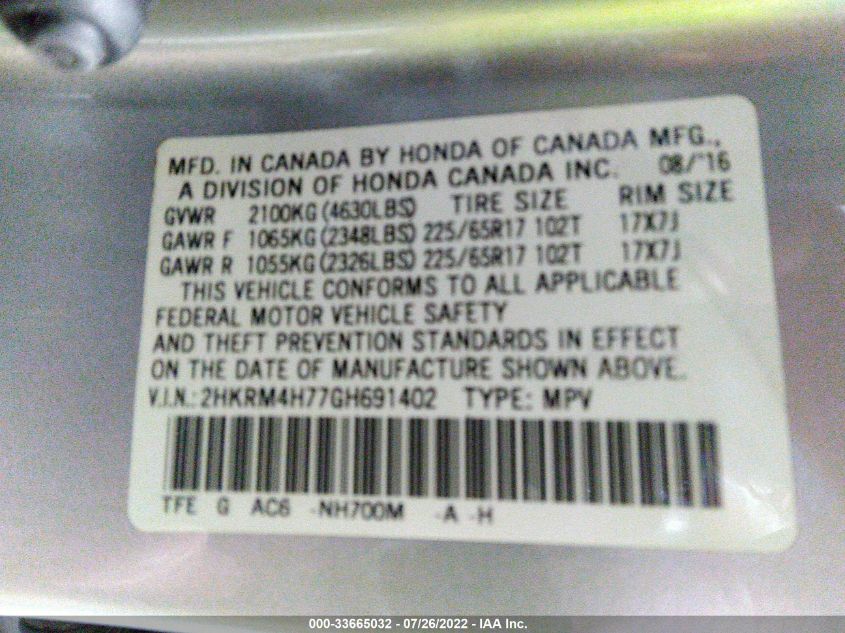 MFD. IN CANADA BY HONDA OF CANADA MFG.,
A DIVISION OF HONDA CANADA INC. 08/'16
GVWR 2100KG(4630LBS) TIRE SIZE RIM SIZE
GAWR F 1065KG(2348LBS) 225/65R17 102T 17X7J
GAWR R 1055KG(2326LBS) 225/65R17 102T 17X7J
THIS VEHICLE CONFORMS TO ALL APPLICABLE
FEDERAL MOTOR VEHICLE SAFETY
AND THEFT PREVENTION STANDARDS IN EFFECT
ON THE DATE OF MANUFACTURE SHOWN ABOVE.
V.I.N.: 2HKRM4H77GH691402 TYPE: MPV
TFE G AC6 -NH700M -A -H
000-33665032 - 07/26/2022 - IAA Inc.